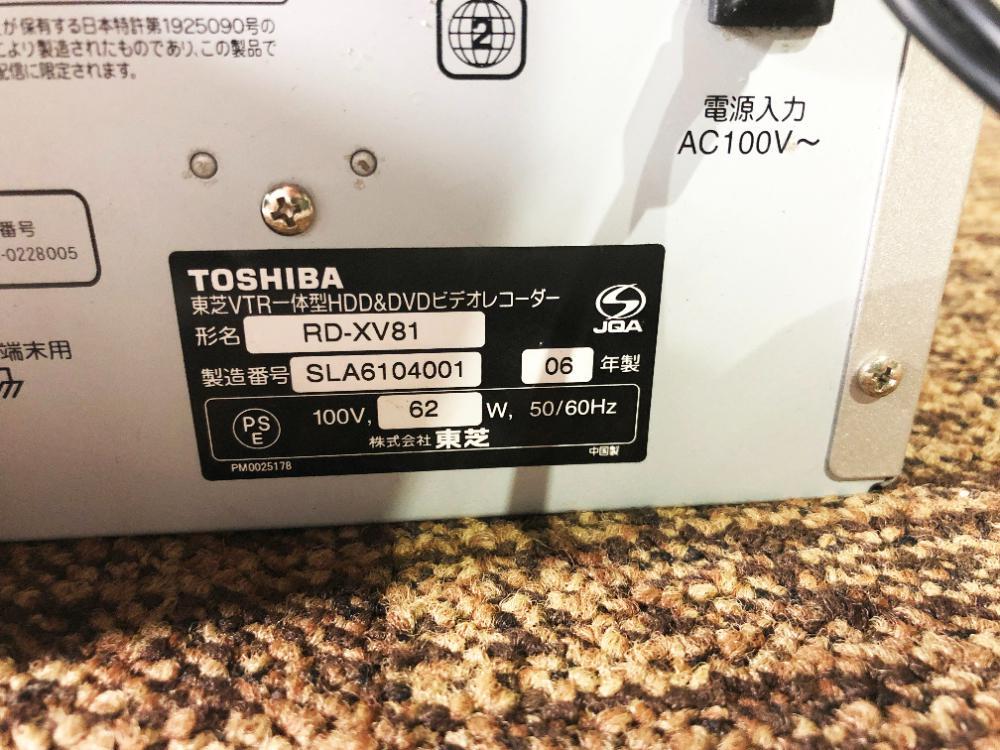 が保有する日本特許第1925090号の
により製造されたものであり、この製品で
配信に限定されます。
2
電源入力
AC100V～
番号
-0228005
端末用
TOSHIBA
東芝VTR一体型HDD&DVDビデオレコーダー
JQA
形名 RD-XV81
製造番号 SLA6104001 06 年製
PS
E
100V, 62 W, 50/60Hz
株式会社 東芝
中国製
PM0025178